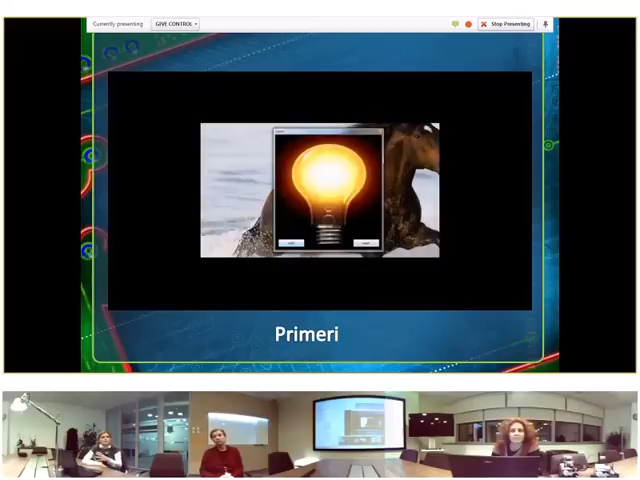 Currently presenting
GIVE CONTROL
Stop Presenting
Primeri